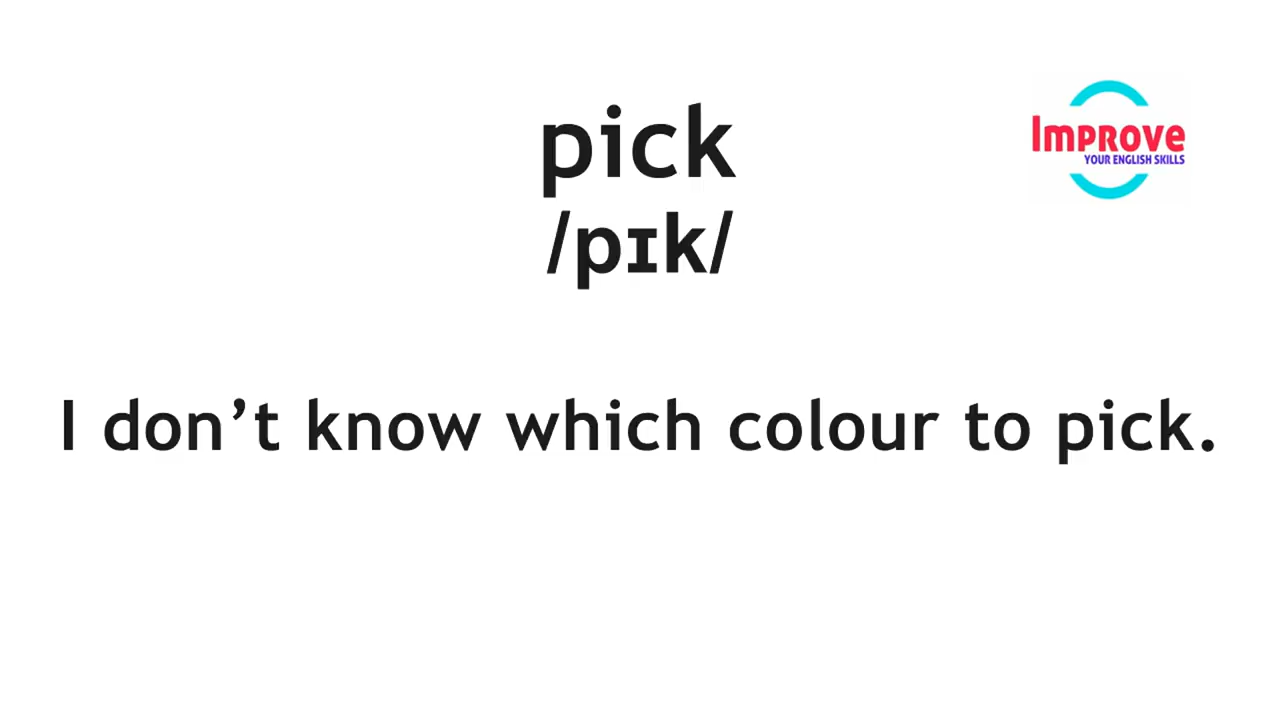 pick
/pɪk/
Improve
YOUR ENGLISH SKILLS
I don’t know which colour to pick.